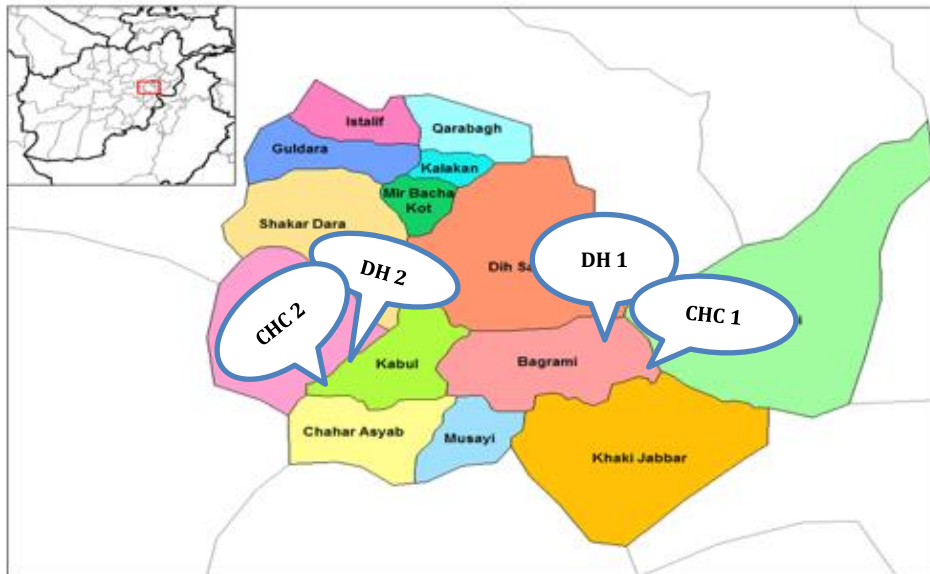 Istalif
Qarabagh
Guldara
Kalakan
Mir Bacha
Kot
Shakar Dara
DH 2
DH 1
Dih
CHC 2
CHC 1
Kabul
Bagrami
Chahar Asyab
Musayi
Khaki Jabbar